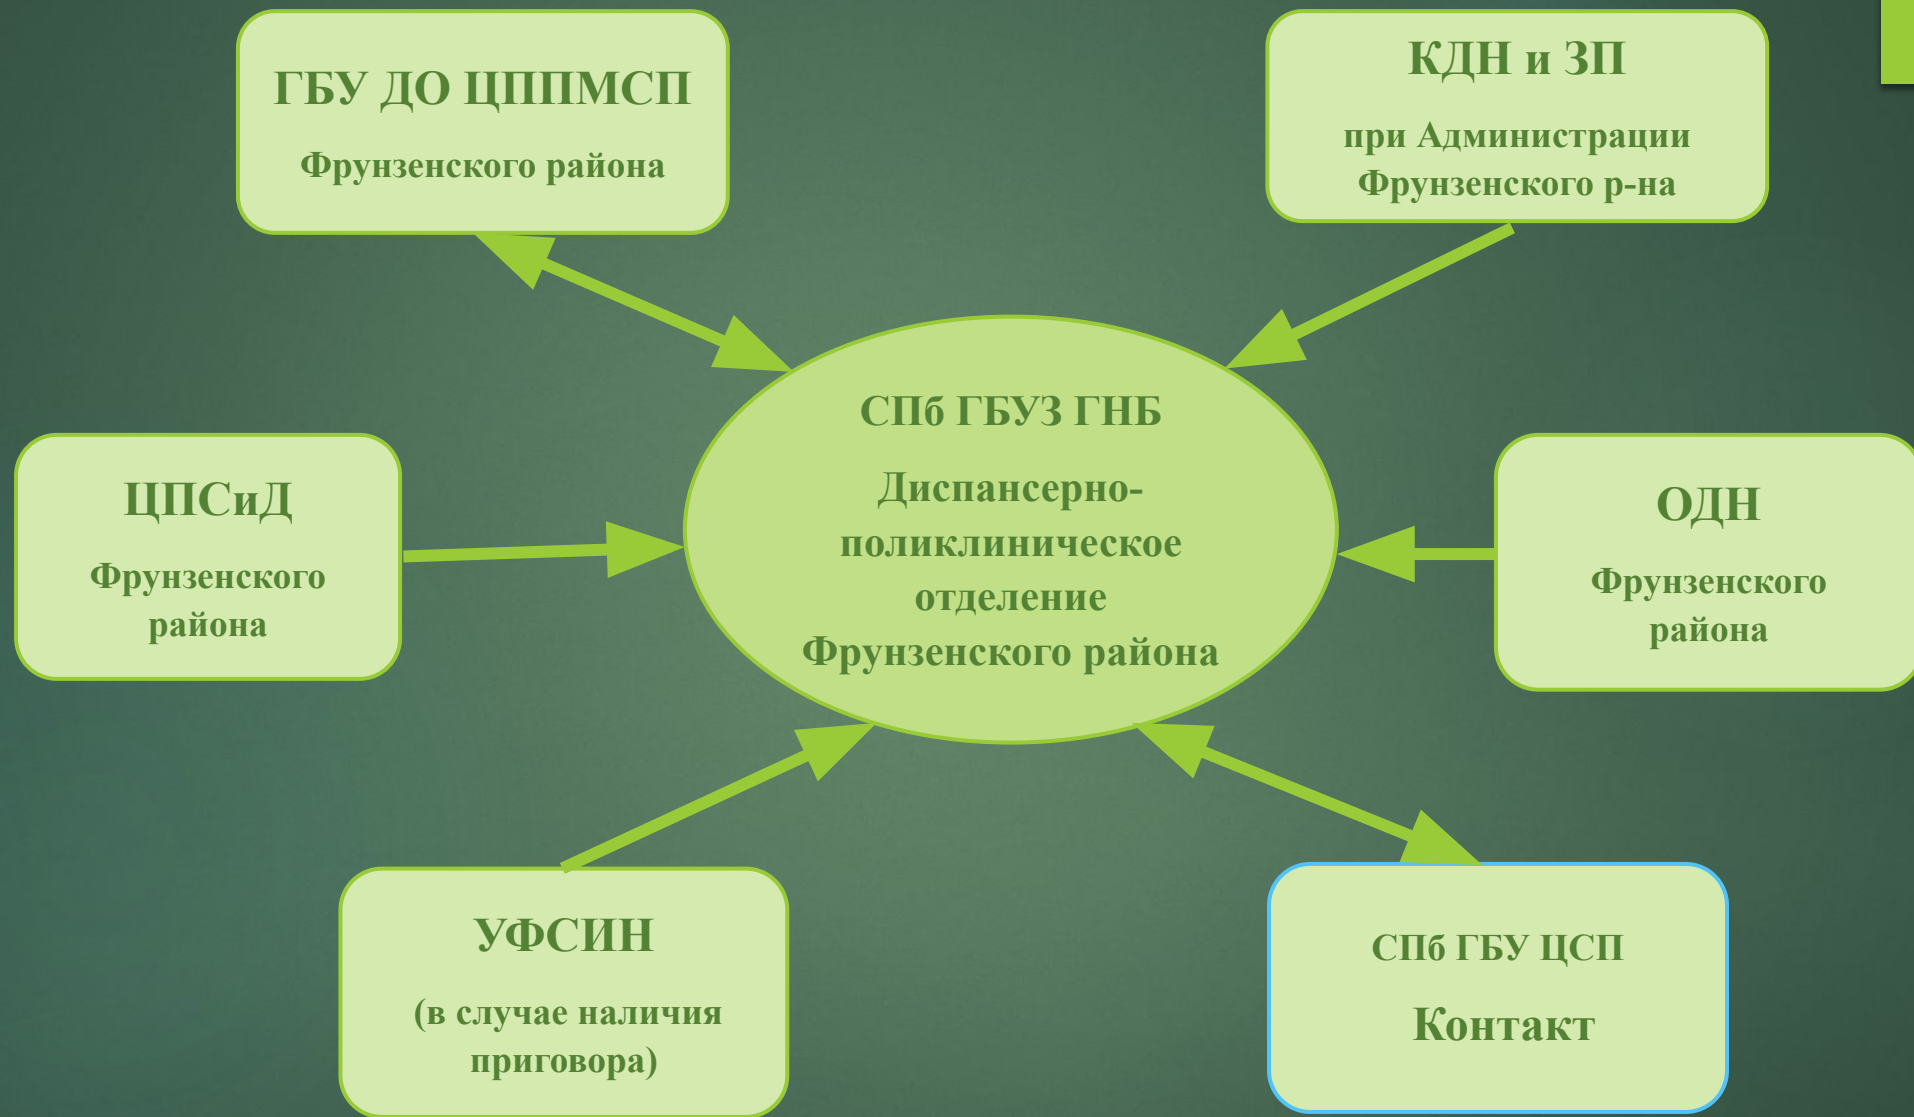 ГБУ ДО ЦППМСП
Фрунзенского района
КДН и ЗП
при Администрации
Фрунзенского р-на
СПб ГБУЗ ГНБ
Диспансерно-
поликлиническое
отделение
Фрунзенского района
ЦПСиД
Фрунзенского
района
ОДН
Фрунзенского
района
УФСИН
(в случае наличия
приговора)
СПб ГБУ ЦСП
Контакт